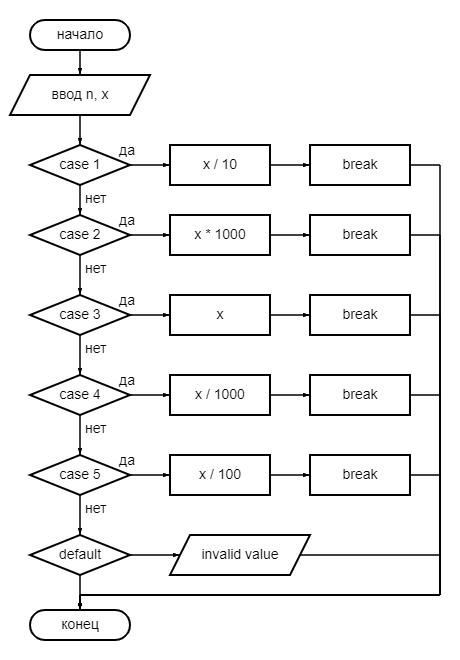 начало
ввод n, x
case 1
да
x / 10
break
нет
case 2
да
x * 1000
break
нет
case 3
да
x
break
нет
case 4
да
x / 1000
break
нет
case 5
да
x / 100
break
нет
default
invalid value
конец